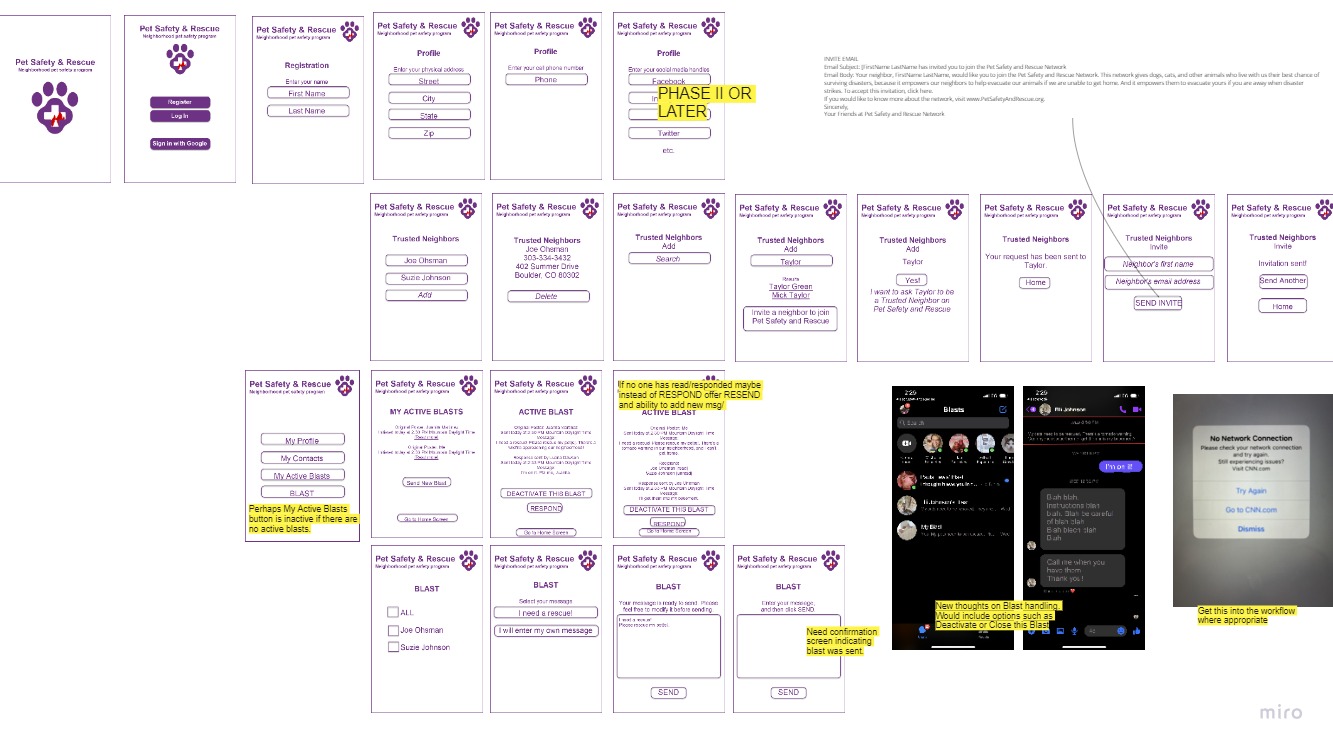 Pet Safety & Rescue
Neighborhood pet safety program
Pet Safety & Rescue
Neighborhood pet safety program
Register
Log In
Sign in with Google
Pet Safety & Rescue
Neighborhood pet safety program
Registration
Enter your name
First Name
Last Name
Pet Safety & Rescue
Neighborhood pet safety program
Profile
Enter your physical address
Street
City
State
Zip
Pet Safety & Rescue
Neighborhood pet safety program
Profile
Enter your cell phone number
Phone
Pet Safety & Rescue
Neighborhood pet safety program
Profile
Enter your social media handles
Facebook
PHASE II OR
LATER
Twitter
etc.
INVITE EMAIL
Email Subject: [FirstName LastName has invited you to join the Pet Safety and Rescue Network
Email Body: Your neighbor, FirstName LastName, would like you to join the Pet Safety and Rescue Network. This network gives dogs, cats, and other animals who live with us their best chance of
surviving disasters, because it empowers our neighbors to help evacuate our animals if we are unable to get home. And it empowers them to evacuate yours if you are away when disaster
strikes. To accept this invitation, click here.
If you would like to know more about the network, visit www.PetSafetyAndRescue.org.
Sincerely,
Your Friends at Pet Safety and Rescue Network
Pet Safety & Rescue
Neighborhood pet safety program
Trusted Neighbors
Joe Ohsman
Suzie Johnson
Add
Pet Safety & Rescue
Neighborhood pet safety program
Trusted Neighbors
Joe Ohsman
303-334-3432
402 Summer Drive
Boulder, CO 80302
Delete
Pet Safety & Rescue
Neighborhood pet safety program
Trusted Neighbors
Add
Search
Pet Safety & Rescue
Neighborhood pet safety program
Trusted Neighbors
Add
Taylor
Results
Taylor Green
Mick Taylor
Invite a neighbor to join
Pet Safety and Rescue
Pet Safety & Rescue
Neighborhood pet safety program
Trusted Neighbors
Add
Taylor
Yes!
I want to ask Taylor to be
a Trusted Neighbor on
Pet Safety and Rescue
Pet Safety & Rescue
Neighborhood pet safety program
Trusted Neighbors
Your request has been sent to
Taylor.
Home
Pet Safety & Rescue
Neighborhood pet safety program
Trusted Neighbors
Invite
Neighbor's first name
Neighbor's email address
SEND INVITE
Pet Safety & Rescue
Neighborhood pet safety program
Trusted Neighbors
Invite
Invitation sent!
Send Another
Home
Pet Safety & Rescue
Neighborhood pet safety program
My Profile
My Contacts
My Active Blasts
BLAST
Perhaps My Active Blasts
button is inactive if there are
no active blasts.
Pet Safety & Rescue
Neighborhood pet safety program
MY ACTIVE BLASTS
Send New Blast
Go to Home Screen
Pet Safety & Rescue
Neighborhood pet safety program
ACTIVE BLAST
DEACTIVATE THIS BLAST
RESPOND
Go to Home Screen
If no one has read/responded maybe
instead of RESPOND offer RESEND
and ability to add new msg/
ACTIVE BLAST
DEACTIVATE THIS BLAST
RESPOND
Go to Home Screen
Pet Safety & Rescue
Neighborhood pet safety program
BLAST
ALL
Joe Ohsman
Suzie Johnson
Pet Safety & Rescue
Neighborhood pet safety program
BLAST
Select your message
I need a rescue!
I will enter my own message
Pet Safety & Rescue
Neighborhood pet safety program
BLAST
Your message is ready to send. Please
feel free to modify it before sending.
I need a rescue!
Please rescue my pet(s).
SEND
Pet Safety & Rescue
Neighborhood pet safety program
BLAST
Enter your message,
and then click SEND.
SEND
Need confirmation
screen indicating
blast was sent.
2:29
Blasts
Search
My Blast
2:29
Eli Johnson
I'm on it!
Blah blah
Instructions blah
blah. Blah be careful
of blah blah
Blah bleah blah
Blah
Call me when you
have them
Thank you!
Aa
New thoughts on Blast handling.
Would include options such as
Deactivate or Close this Blast
No Network Connection
Please check your network connection
and try again.
Still experiencing issues?
Visit CNN.com
Try Again
Go to CNN.com
Dismiss
Get this into the workflow
where appropriate
miro